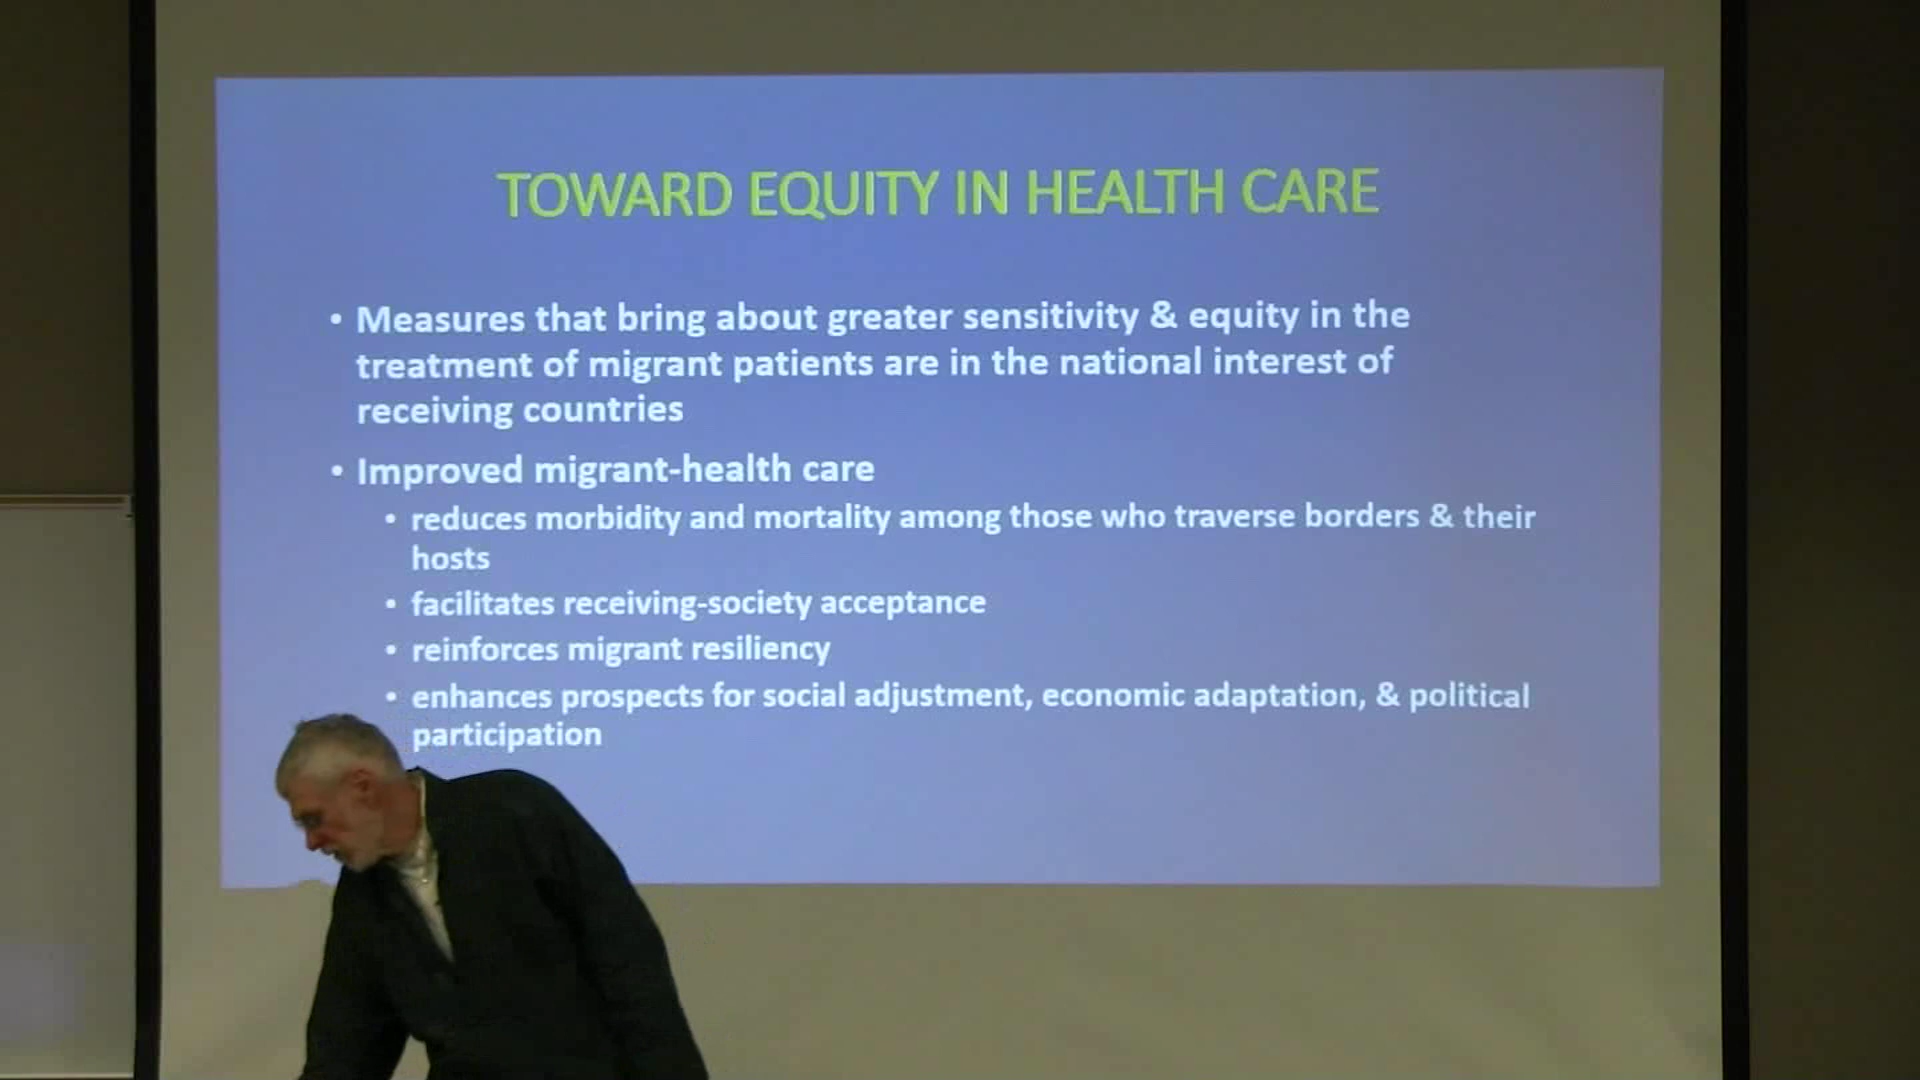 TOWARD EQUITY IN HEALTH CARE
• Measures that bring about greater sensitivity & equity in the
treatment of migrant patients are in the national interest of
receiving countries
• Improved migrant-health care
• reduces morbidity and mortality among those who traverse borders & their
hosts
• facilitates receiving-society acceptance
• reinforces migrant resiliency
• enhances prospects for social adjustment, economic adaptation, & political
participation